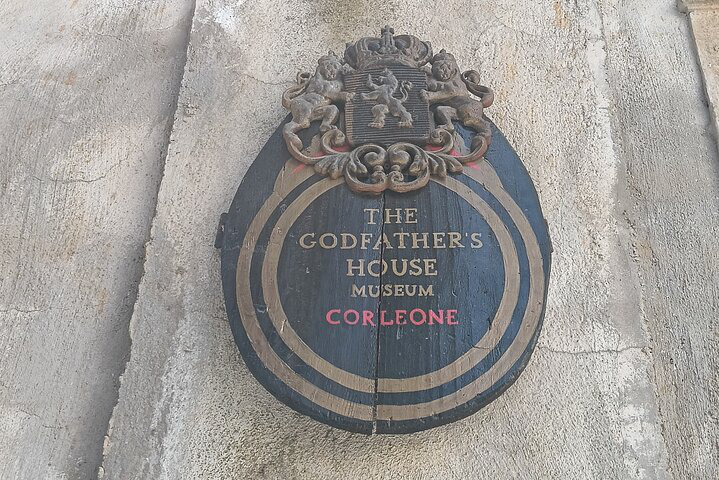 THE
GODFATHER'S
HOUSE
MUSEUM
CORLEONE